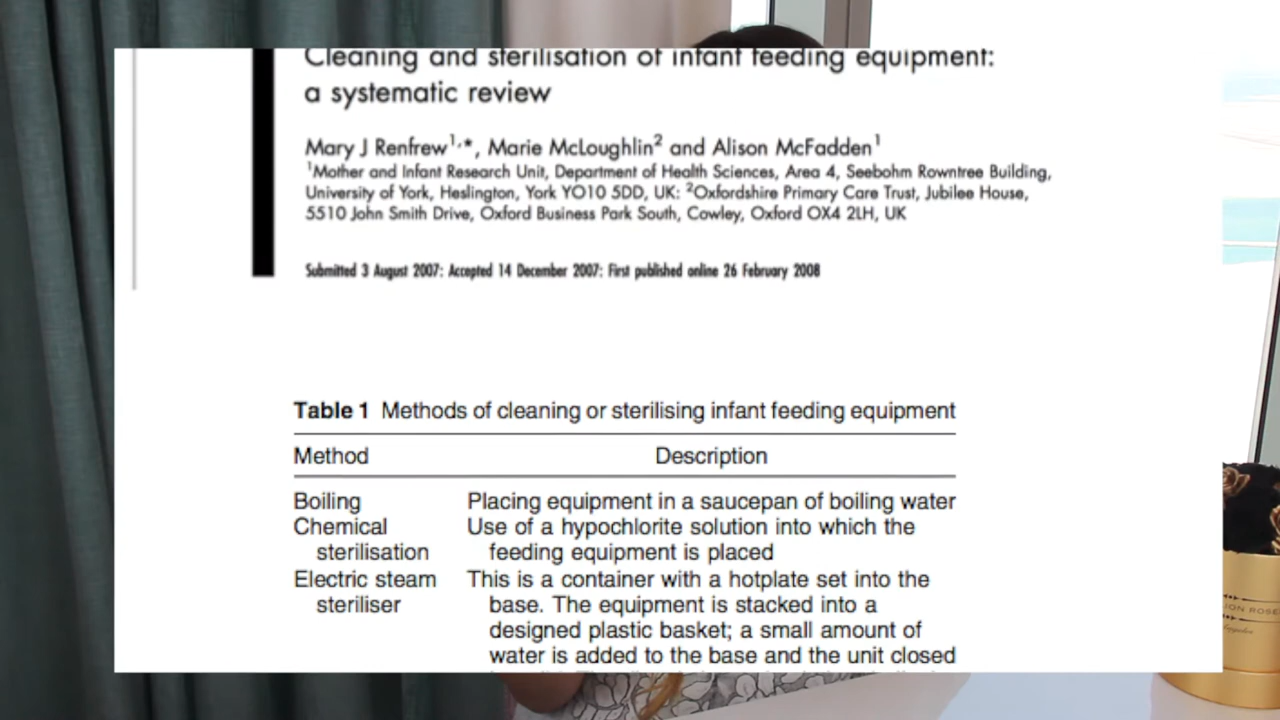 Cleaning and sterilisation of infant feeding equipment:
a systematic review
Mary J Renfrew1,*, Marie McLoughlin2 and Alison McFadden1
1Mother and Infant Research Unit, Department of Health Sciences, Area 4, Seebohm Rowntree Building,
University of York, Heslington, York YO10 5DD, UK: 2Oxfordshire Primary Care Trust, Jubilee House,
5510 John Smith Drive, Oxford Business Park South, Cowley, Oxford OX4 2LH, UK
Submitted 3 August 2007: Accepted 14 December 2007: First published online 26 February 2008
Table 1 Methods of cleaning or sterilising infant feeding equipment
Method Description
Boiling Placing equipment in a saucepan of boiling water
Chemical Use of a hypochlorite solution into which the
sterilisation feeding equipment is placed
Electric steam This is a container with a hotplate set into the
steriliser base. The equipment is stacked into a
designed plastic basket; a small amount of
water is added to the base and the unit closed
ION ROSE